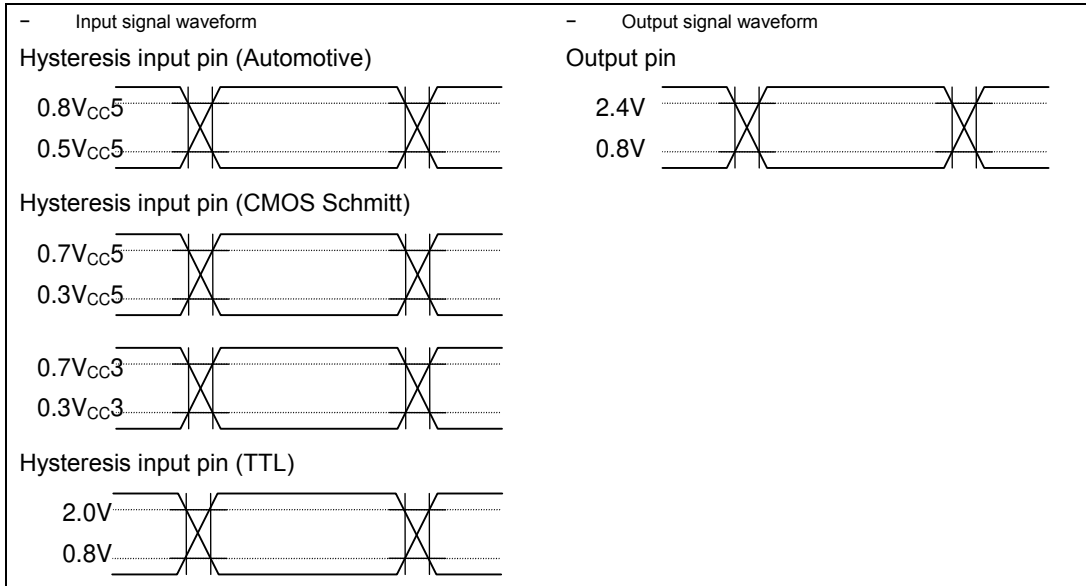 – Input signal waveform
Hysteresis input pin (Automotive)
0.8VCC5
0.5VCC5
Hysteresis input pin (CMOS Schmitt)
0.7VCC5
0.3VCC5
0.7VCC3
0.3VCC3
Hysteresis input pin (TTL)
2.0V
0.8V
– Output signal waveform
Output pin
2.4V
0.8V